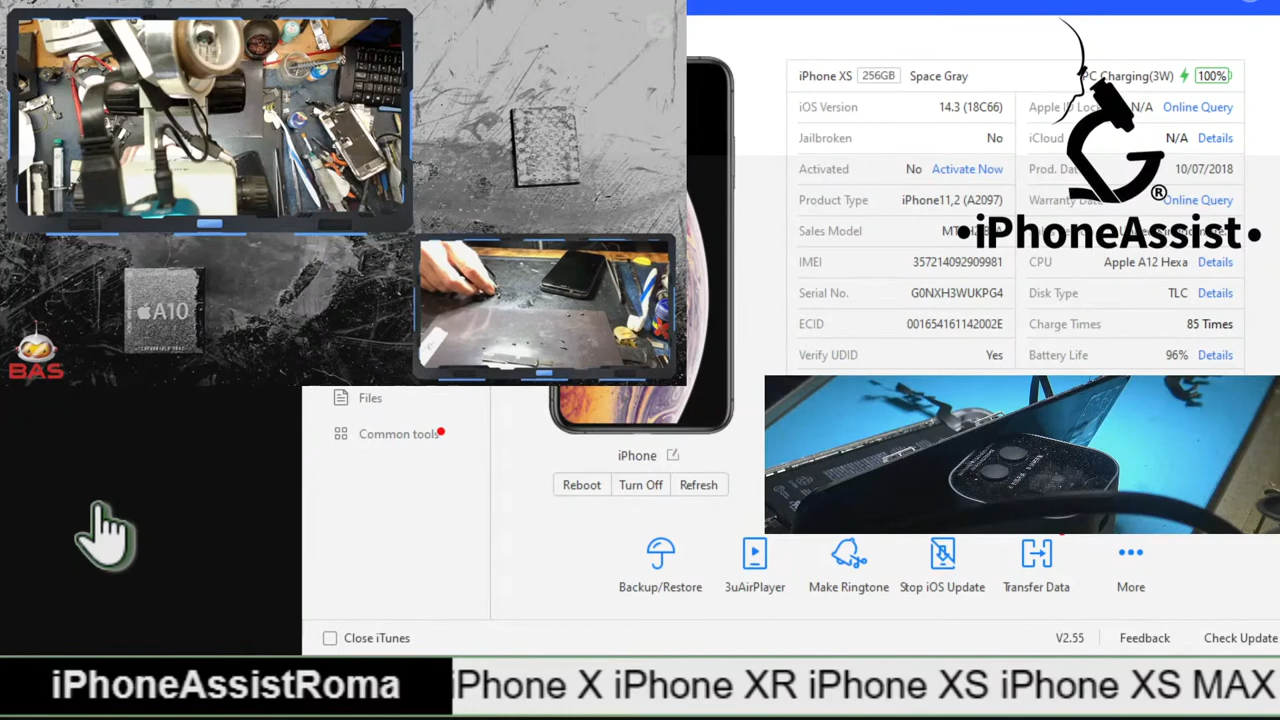 iPhone XS 256GB Space Gray
PC Charging(3W) 100%
iOS Version 14.3 (18C66)
N/A Online Query
Jailbroken No
iCloud N/A Details
Activated No Activate Now
Prod. 10/07/2018
Product Type iPhone11,2 (A2097)
Warranty Online Query
Sales Model
•iPhoneAssist•
®
IMEI 357214092909981
CPU Apple A12 Hexa Details
Serial No. G0NXH3WUKPG4
Disk Type TLC Details
ECID 001654161142002E
Charge Times 85 Times
Verify UDID Yes
Battery Life 96% Details
A10
BAS
Files
Common tools
iPhone
Reboot Turn Off Refresh
Backup/Restore 3uAirPlayer Make Ringtone Stop iOS Update Transfer Data More
Close iTunes
V2.55 Feedback Check Update
iPhoneAssistRoma
iPhone X iPhone XR iPhone XS iPhone XS MAX